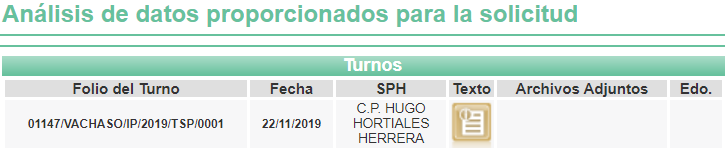 Análisis de datos proporcionados para la solicitud
Turnos
Folio del Turno Fecha SPH Texto Archivos Adjuntos Edo.
01147/VACHASO/IP/2019/TSP/0001 22/11/2019 C.P. HUGO
HORTIALES
HERRERA